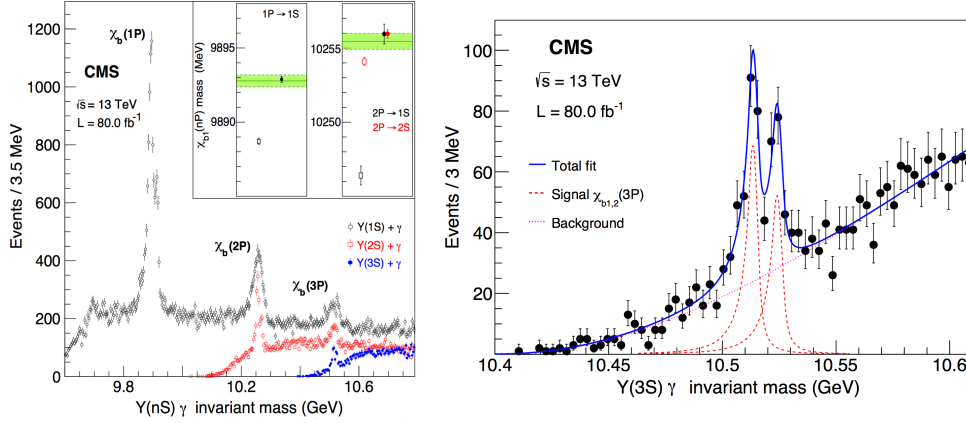 1200
1000
800
600
400
200
0
Events/ 3.5 MeV
χb(1P)
CMS
√s = 13 TeV
L = 80.0 fb-1
χb1(nP) mass (MeV)
9895
9890
1P→1S
10255
10250
2P→1S
2P→2S
χb(2P)
χb(3P)
Υ(1S) + γ
Υ(2S) + γ
Υ(3S) + γ
9.8
10.2
10.6
Υ(nS) γ invariant mass (GeV)
Events / 3 MeV
100
80
60
40
20
0
CMS
√s = 13 TeV
L = 80.0 fb-1
Total fit
Signal χb1,2(3P)
Background
10.4
10.45
10.5
10.55
10.6
Υ(3S) γ invariant mass (GeV)